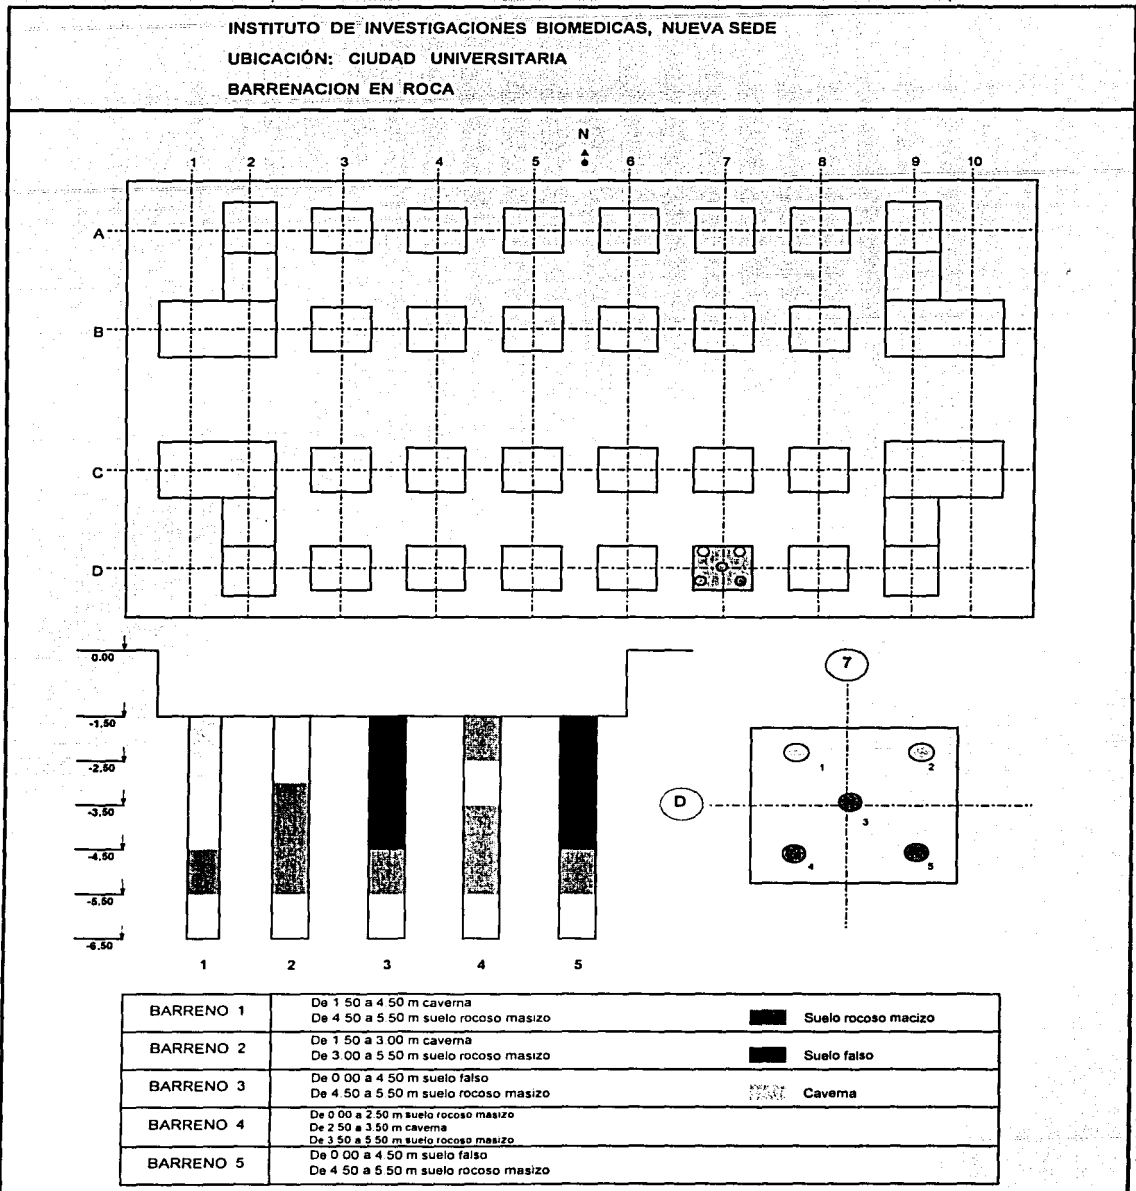 INSTITUTO DE INVESTIGACIONES BIOMEDICAS, NUEVA SEDE
UBICACIÓN: CIUDAD UNIVERSITARIA
BARRENACION EN ROCA
N
1 2 3 4 5 6 7 8 9 10
A
B
C
D
0.00
-1,50
-2,50
-3,50
-4,50
-5,50
-6,50
1 2 3 4 5
7
D
1
2
3
4
5
BARRENO 1
De 1 50 a 4 50 m caverna
De 4 50 a 5 50 m suelo rocoso masizo
Suelo rocoso macizo
BARRENO 2
De 1 50 a 3 00 m caverna
De 3 00 a 5 50 m suelo rocoso masizo
Suelo falso
BARRENO 3
De 0 00 a 4 50 m suelo falso
De 4 50 a 5 50 m suelo rocoso masizo
Caverna
BARRENO 4
De 0 00 a 2.50 m suelo rocoso masizo
De 2 50 a 3.50 m caverna
De 3 50 a 5 50 m suelo rocoso masizo
BARRENO 5
De 0 00 a 4.50 m suelo falso
De 4 50 a 5 50 m suelo rocoso masizo